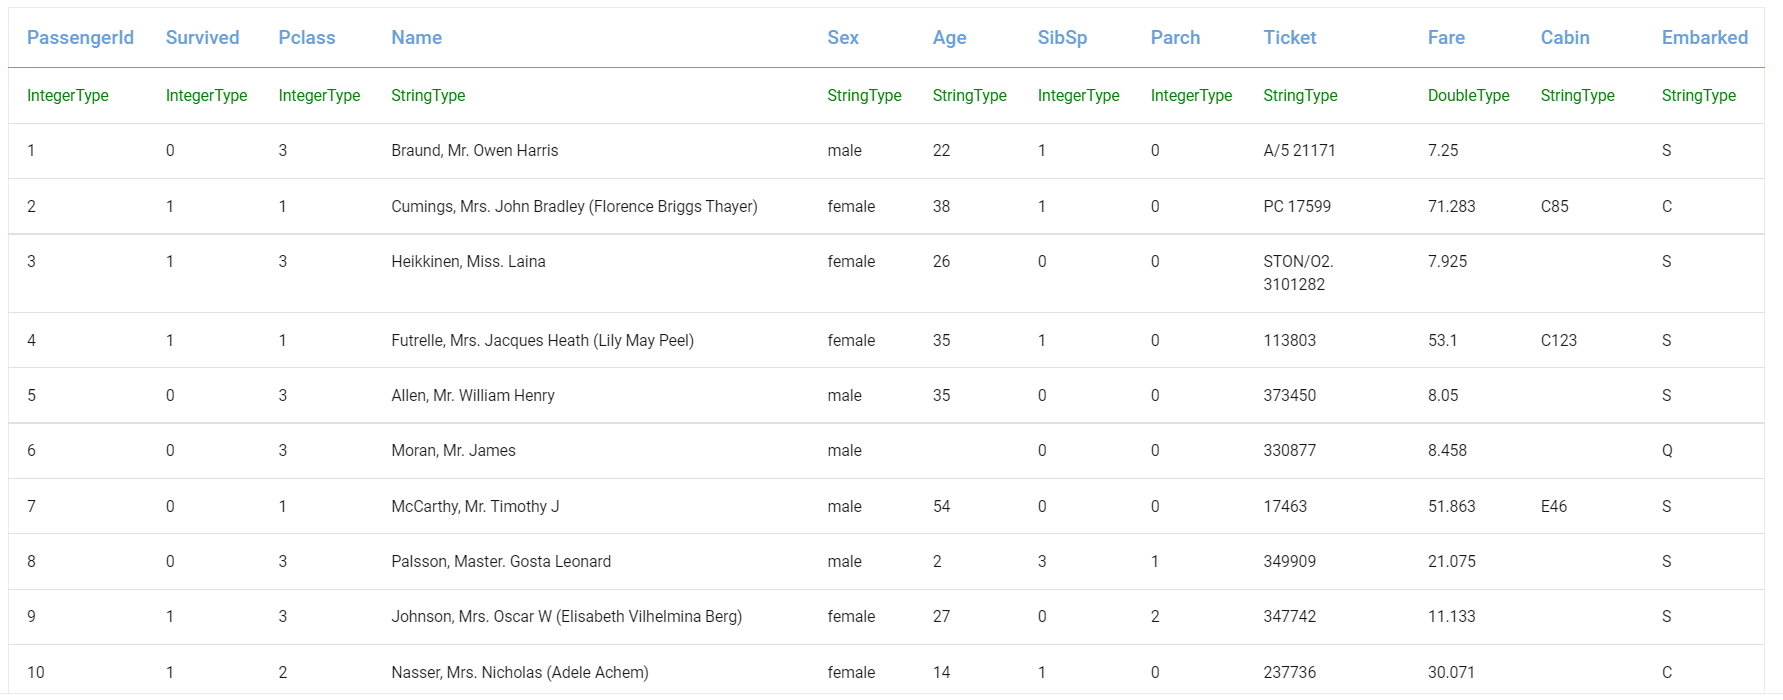 PassengerId Survived Pclass Name Sex Age SibSp Parch Ticket Fare Cabin Embarked
IntegerType IntegerType IntegerType StringType StringType StringType IntegerType IntegerType StringType DoubleType StringType StringType
1 0 3 Braund, Mr. Owen Harris male 22 1 0 A/5 21171 7.25 S
2 1 1 Cumings, Mrs. John Bradley (Florence Briggs Thayer) female 38 1 0 PC 17599 71.283 C85 C
3 1 3 Heikkinen, Miss. Laina female 26 0 0 STON/O2. 7.925 S
3101282
4 1 1 Futrelle, Mrs. Jacques Heath (Lily May Peel) female 35 1 0 113803 53.1 C123 S
5 0 3 Allen, Mr. William Henry male 35 0 0 373450 8.05 S
6 0 3 Moran, Mr. James male 0 0 330877 8.458 Q
7 0 1 McCarthy, Mr. Timothy J male 54 0 0 17463 51.863 E46 S
8 0 3 Palsson, Master. Gosta Leonard male 2 3 1 349909 21.075 S
9 1 3 Johnson, Mrs. Oscar W (Elisabeth Vilhelmina Berg) female 27 0 2 347742 11.133 S
10 1 2 Nasser, Mrs. Nicholas (Adele Achem) female 14 1 0 237736 30.071 C